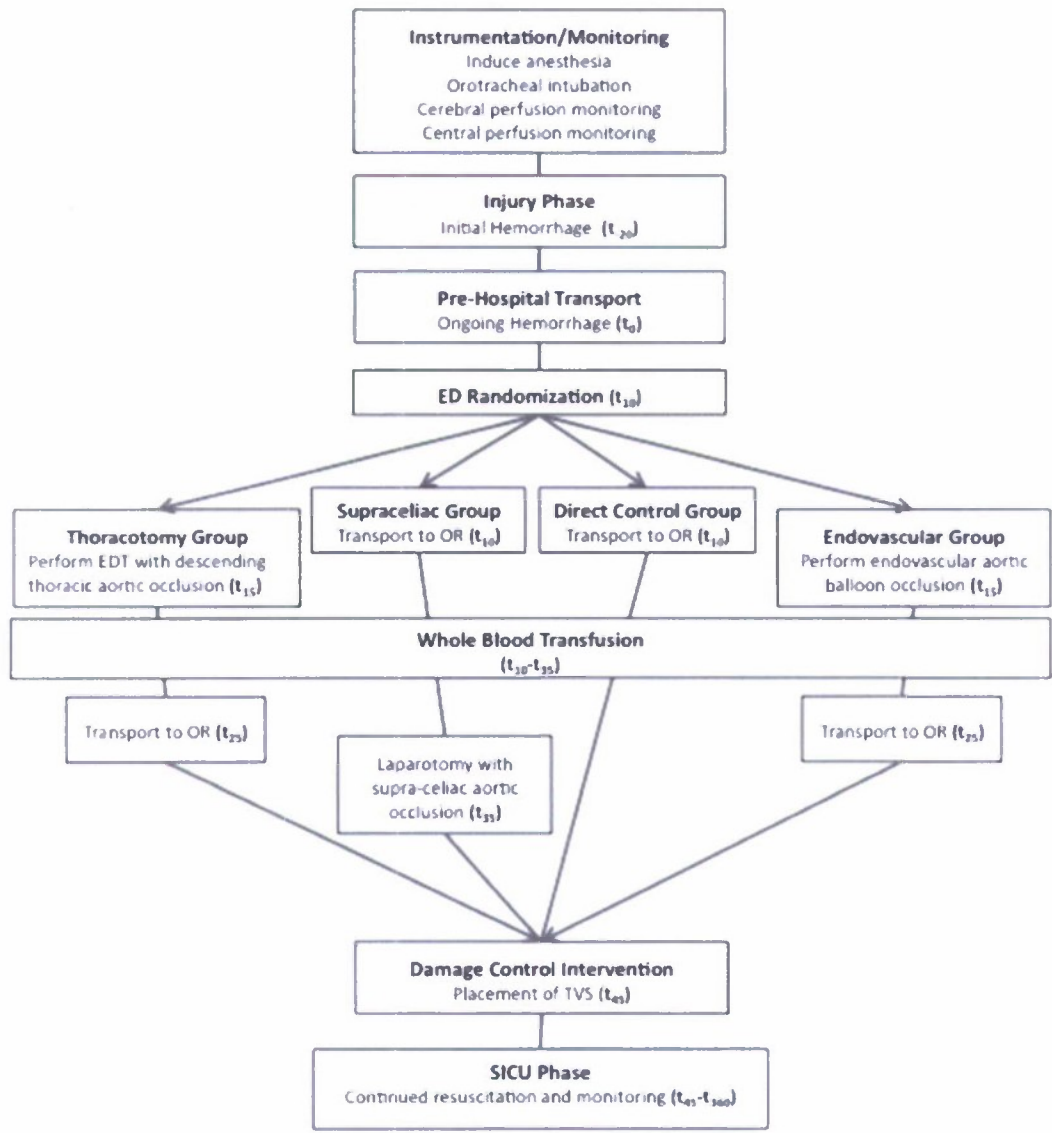 Instrumentation/Monitoring
Induce anesthesia
Orotracheal intubation
Cerebral perfusion monitoring
Central perfusion monitoring
Injury Phase
Initial Hemorrhage (t-20)
Pre-Hospital Transport
Ongoing Hemorrhage (t0)
ED Randomization (t10)
Thoracotomy Group
Perform EDT with descending
thoracic aortic occlusion (t15)
Supraceliac Group
Transport to OR (t10)
Direct Control Group
Transport to OR (t10)
Endovascular Group
Perform endovascular aortic
balloon occlusion (t15)
Whole Blood Transfusion
(t10-t35)
Transport to OR (t25)
Laparotomy with
supra-celiac aortic
occlusion (t35)
Transport to OR (t25)
Damage Control Intervention
Placement of TVS (t45)
SICU Phase
Continued resuscitation and monitoring (t45-t360)